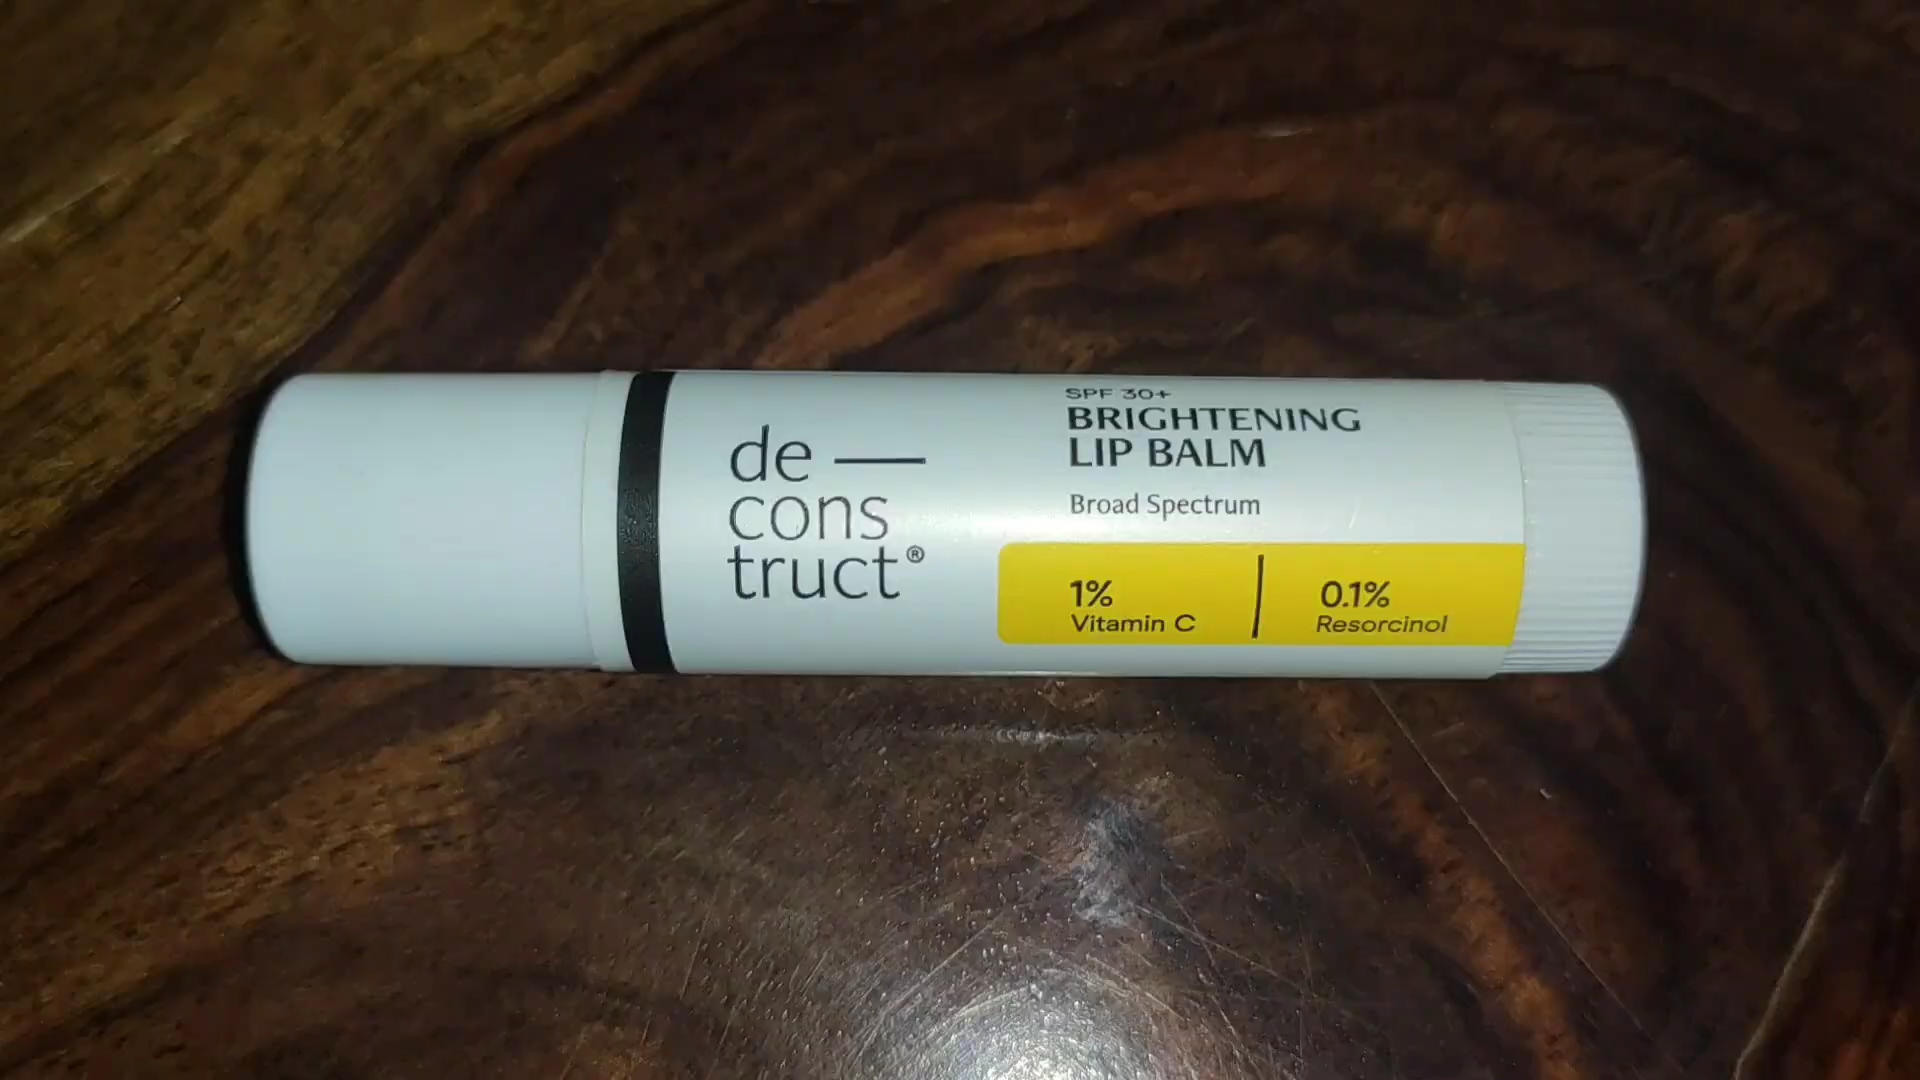 de —
cons
truct®
SPF 30+
BRIGHTENING
LIP BALM
Broad Spectrum
1%
Vitamin C
0.1%
Resorcinol